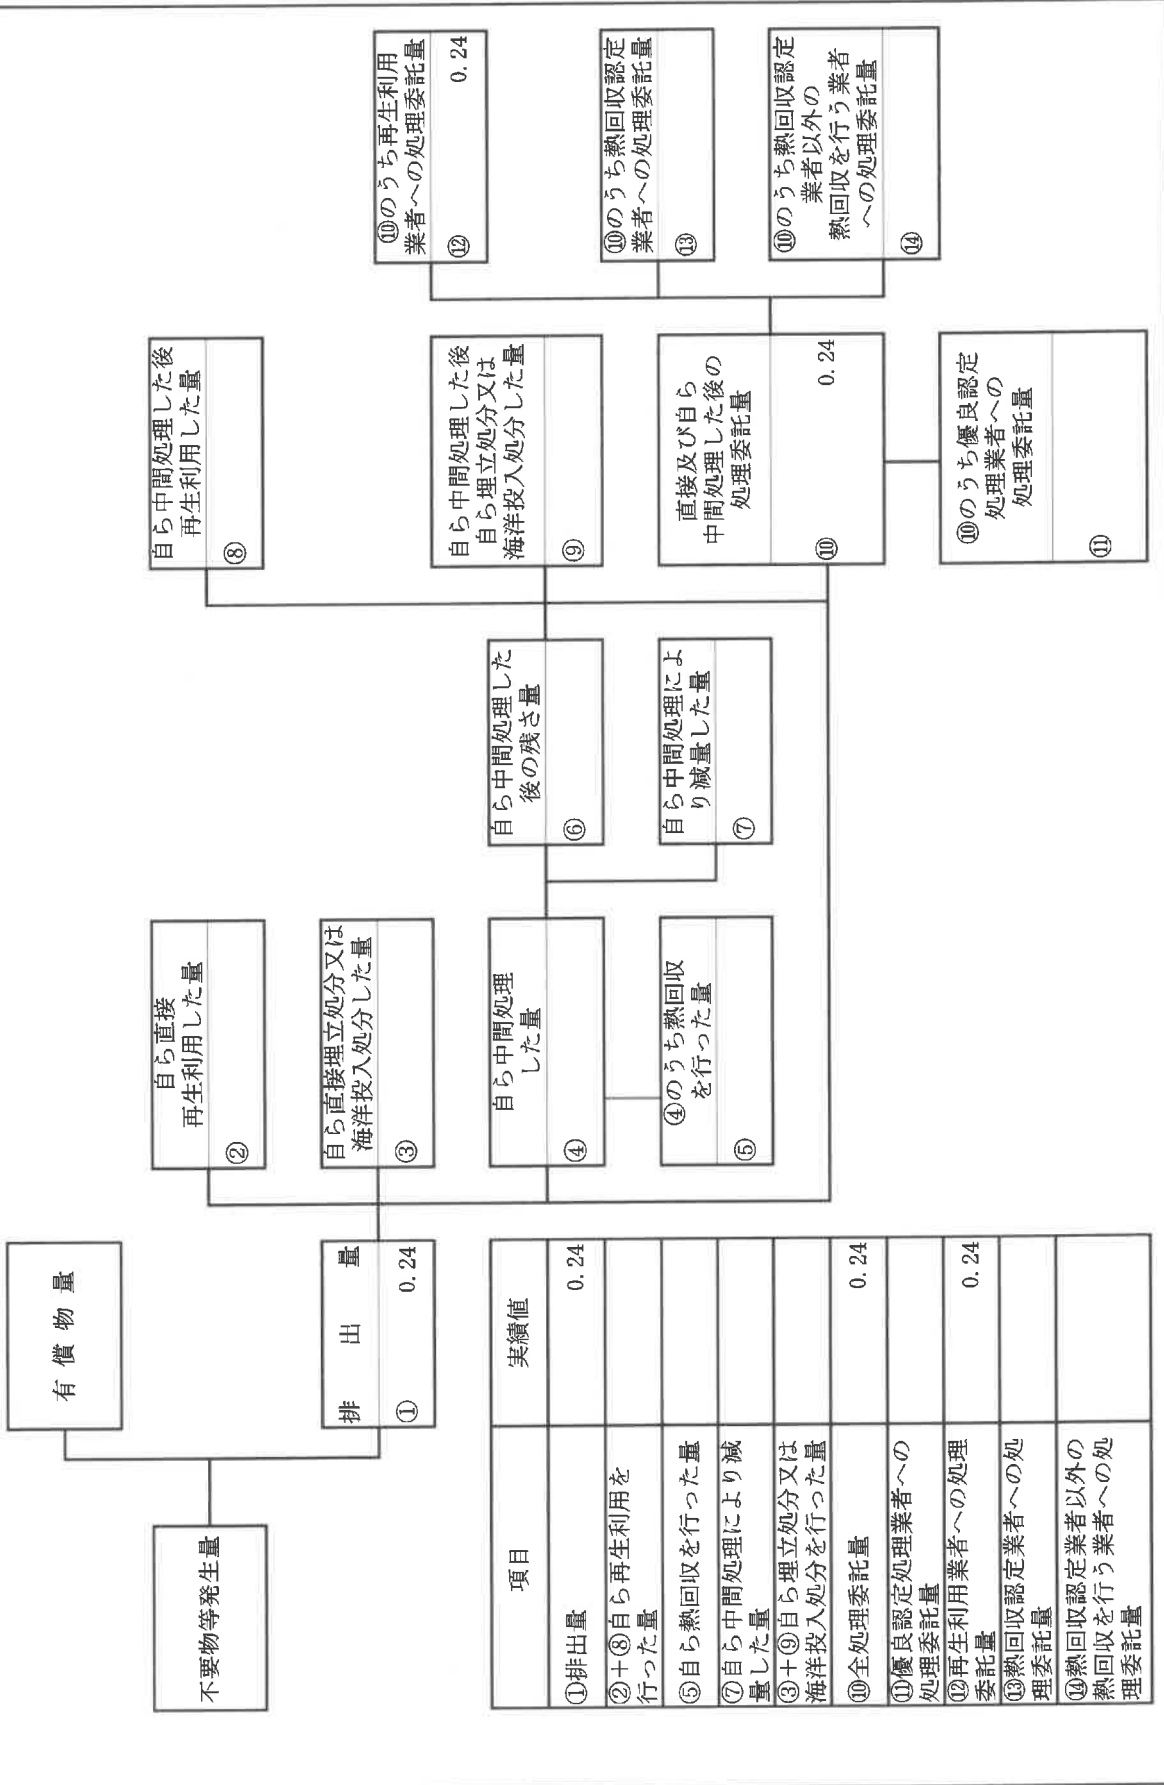 有償物量
不要物等発生量
排出量
① 0.24
自ら直接
再生利用した量
②
自ら直接埋立処分又は
海洋投入処分した量
③
自ら中間処理
した量
④
④のうち熱回収
を行った量
⑤
自ら中間処理した
後の残さ量
⑥
自ら中間処理によ
り減量した量
⑦
自ら中間処理した後
再生利用した量
⑧
自ら中間処理した後
自ら埋立処分又は
海洋投入処分した量
⑨
直接及び自ら
中間処理した後の
処理委託量
⑩ 0.24
⑩のうち優良認定
処理業者への
処理委託量
⑪
⑩のうち再生利用
業者への処理委託量
⑫ 0.24
⑩のうち熱回収認定
業者への処理委託量
⑬
⑩のうち熱回収認定
業者以外の
熱回収を行う業者
への処理委託量
⑭
項目 実績値
①排出量 0.24
②+⑧自ら再生利用を
行った量
⑤自ら熱回収を行った量
⑦自ら中間処理により減
量した量
③+⑨自ら埋立処分又は
海洋投入処分を行った量
⑩全処理委託量 0.24
⑪優良認定処理業者への
処理委託量
⑫再生利用業者への処理
委託量 0.24
⑬熱回収認定業者への処
理委託量
⑭熱回収認定業者以外の
熱回収を行う業者への処
理委託量